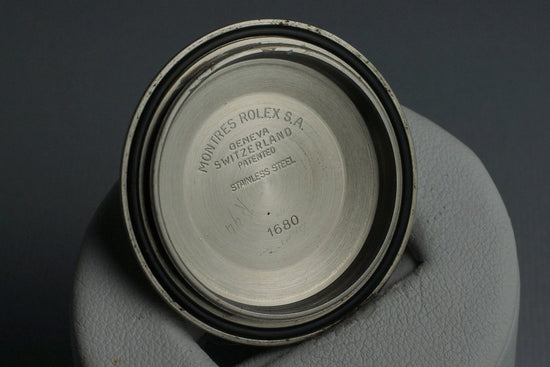 MONTRES ROLEX S.A.
GENEVA
SWITZERLAND
PATENTED
STAINLESS STEEL
1680